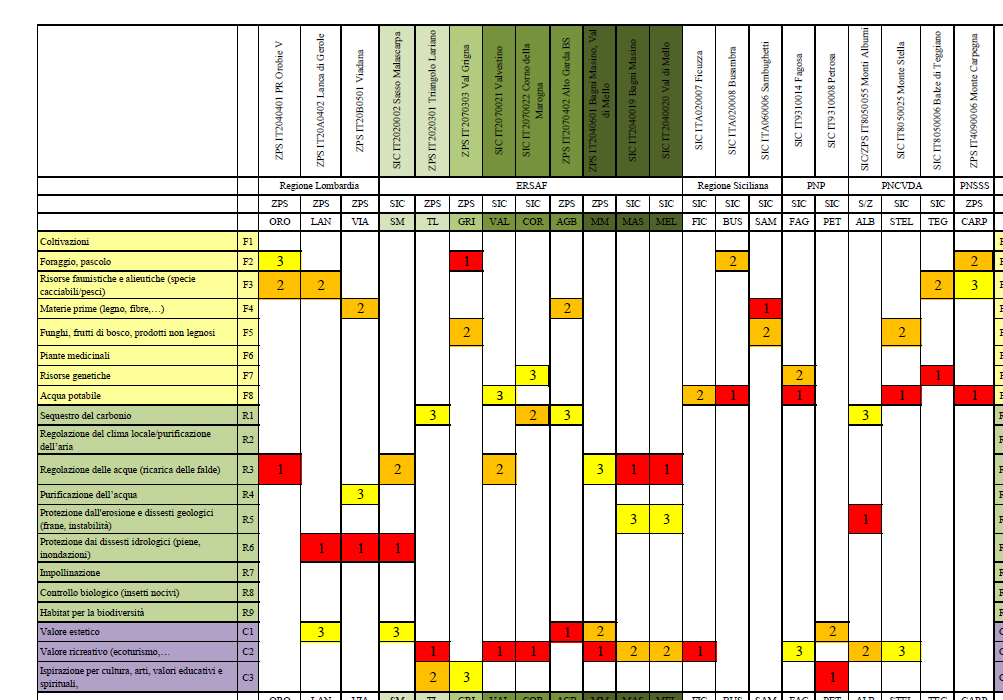 ZPS IT2040401 PR Orobie V
ZPS IT20A0402 Lanca di Gerole
ZPS IT20B0501 Viadana
SIC IT2020002 Sasso Malascarpa
ZPS IT202030 1 Triangolo Lariano
ZPS IT2070303 Val Grigna
SIC IT2070021 Valvestino
SIC IT2070022 Corno della
Marogna
ZPS IT2070402 Alto Garda BS
ZPS IT2040601 Bagni Masino, Val
di Mello
SIC IT2040019 Bagni Masino
SIC IT2040020 Val di Mello
SIC ITA020007 Ficuzza
SIC ITA020008 Busambra
SIC ITA060006 Sambughetti
SIC IT9310014 Fagosa
SIC IT9310008 Petrosa
SIC/ZPS IT8050055 Monti Alburni
SIC IT8050025 Monte Stella
SIC IT8050006 Balze di Teggiano
ZPS IT4090006 Monte Carpegna
Regione Lombardia ERSAF Regione Siciliana PNP PNCVDA PNSSS
ZPS ZPS ZPS SIC ZPS ZPS SIC SIC ZPS ZPS SIC SIC SIC SIC SIC SIC SIC S/Z SIC SIC ZPS
ORO LAN VIA SM TL GRI VAL COR AGB MM MAS MEL FIC BUS SAM FAG PET ALB STEL TEG CARP
Coltivazioni F1
Foraggio, pascolo F2 3 1 2 2
Risorse faunistiche e alieutiche (specie
cacciabili/pesci) F3 2 2 2 3
Materie prime (legno, fibre,…) F4 2 2 1
Funghi, frutti di bosco, prodotti non legnosi F5 2 2 2
Piante medicinali F6
Risorse genetiche F7 3 2 1
Acqua potabile F8 3 2 1 1 1 1
Sequestro del carbonio R1 3 2 3 3
Regolazione del clima locale/purificazione
dell'aria R2
Regolazione delle acque (ricarica delle falde) R3 1 2 2 3 1 1
Purificazione dell'acqua R4 3
Protezione dall'erosione e dissesti geologici
(frane, instabilità) R5 3 3 1
Protezione dai dissesti idrologici (piene,
inondazioni) R6 1 1 1
Impollinazione R7
Controllo biologico (insetti nocivi) R8
Habitat per la biodiversità R9
Valore estetico C1 3 3 1 2 2
Valore ricreativo (ecoturismo,… C2 1 1 1 1 2 2 1 3 2 3
Ispirazione per cultura, arti, valori educativi e
spirituali, C3 2 3 1